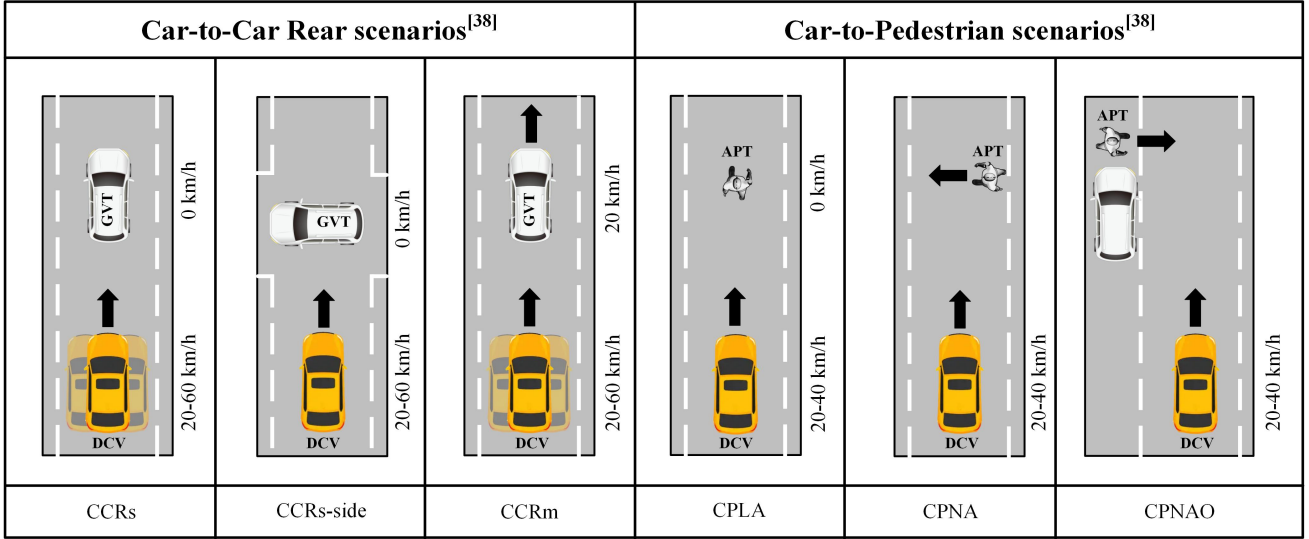 Car-to-Car Rear scenarios[38]
Car-to-Pedestrian scenarios[38]
GVT
0 km/h
20-60 km/h
DCV
GVT
0 km/h
20-60 km/h
DCV
GVT
20 km/h
20-60 km/h
DCV
APT
0 km/h
20-40 km/h
DCV
APT
20-40 km/h
DCV
APT
20-40 km/h
DCV
CCRs
CCRs-side
CCRm
CPLA
CPNA
CPNAO